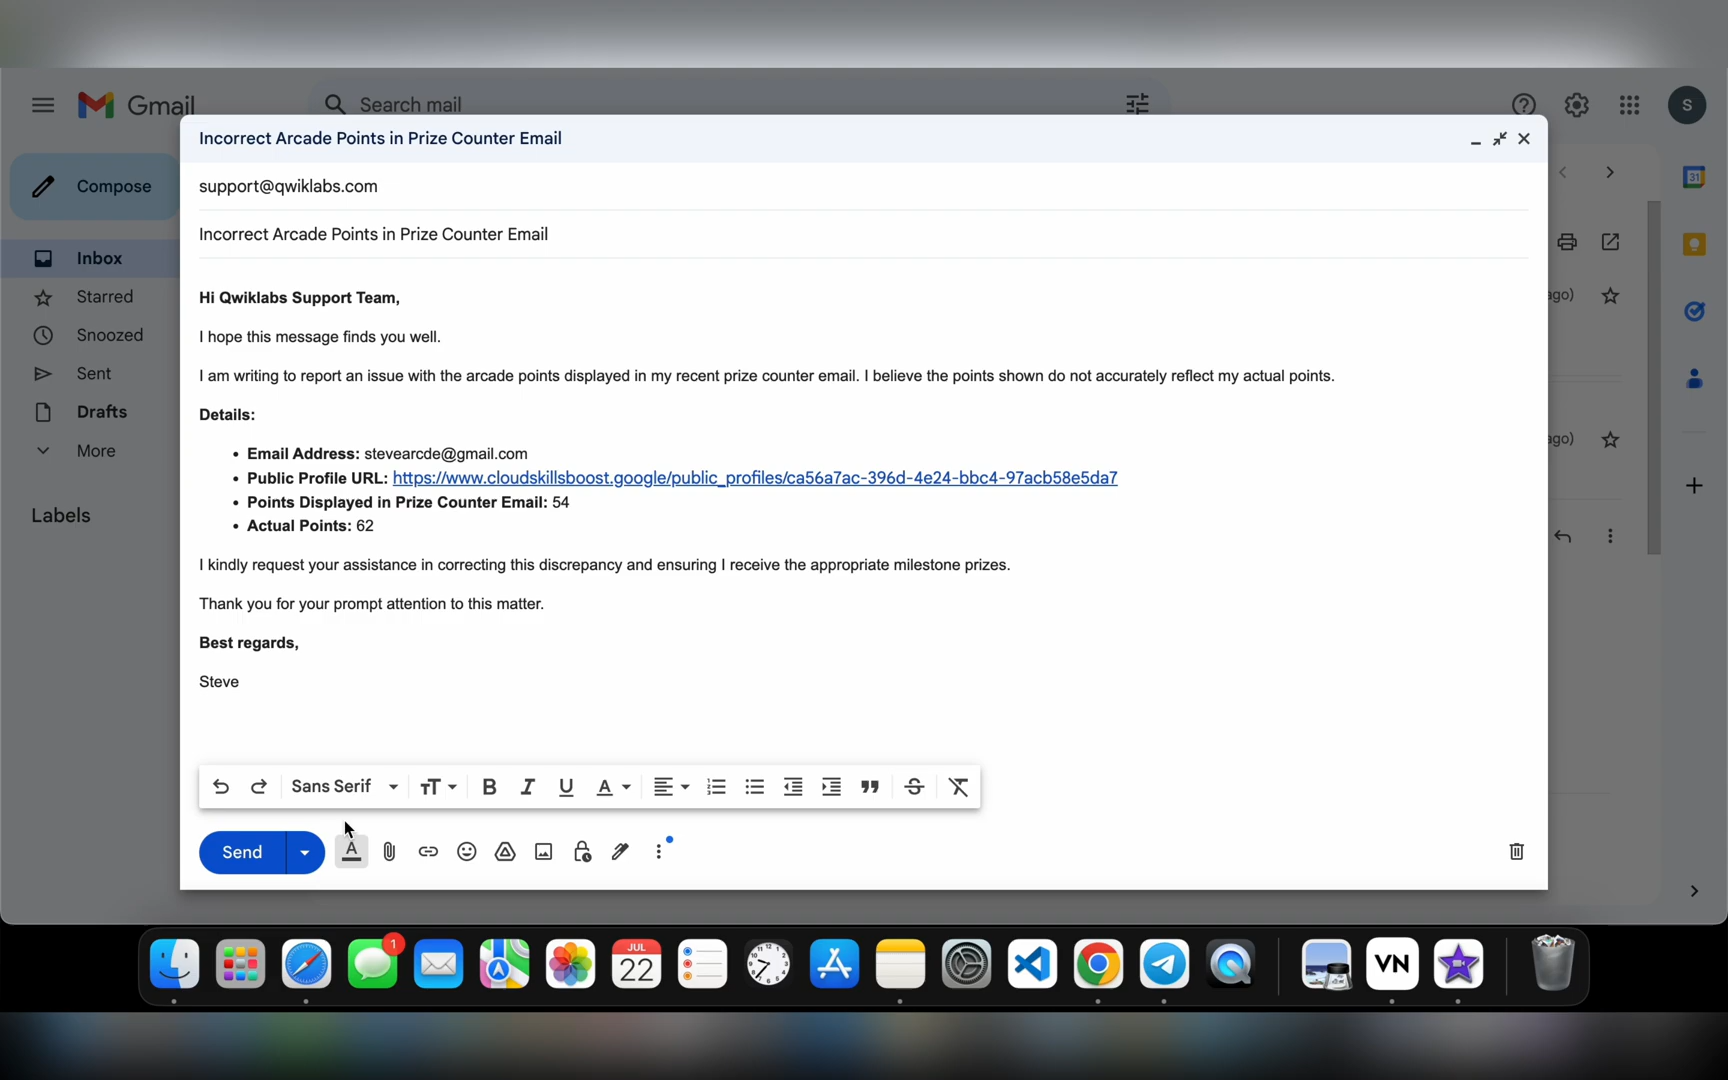 Gmail
Search mail
S
Incorrect Arcade Points in Prize Counter Email
Compose
support@qwiklabs.com
31
Incorrect Arcade Points in Prize Counter Email
Inbox
Starred
ago)
Hi Qwiklabs Support Team,
Snoozed
I hope this message finds you well.
Sent
I am writing to report an issue with the arcade points displayed in my recent prize counter email. I believe the points shown do not accurately reflect my actual points.
Drafts
Details:
ago)
More
• Email Address: stevearcde@gmail.com
• Public Profile URL: https://www.cloudskillsboost.google/public_profiles/ca56a7ac-396d-4e24-bbc4-97acb58e5da7
• Points Displayed in Prize Counter Email: 54
Labels
• Actual Points: 62
I kindly request your assistance in correcting this discrepancy and ensuring I receive the appropriate milestone prizes.
Thank you for your prompt attention to this matter.
Best regards,
Steve
Sans Serif
Send
1
JUL
22
VN